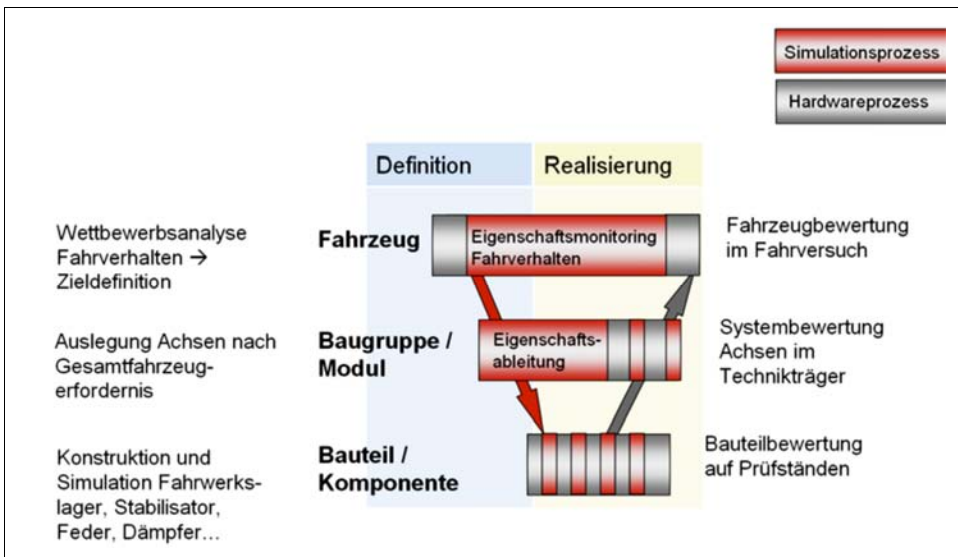 Simulationsprozess
Hardwareprozess
Definition
Realisierung
Wettbewerbsanalyse
Fahrverhalten →
Zieldefinition
Fahrzeug
Eigenschaftsmonitoring
Fahrverhalten
Fahrzeugbewertung
im Fahrversuch
Auslegung Achsen nach
Gesamtfahrzeug-
erfordernis
Baugruppe /
Modul
Eigenschafts-
ableitung
Systembewertung
Achsen im
Technikträger
Konstruktion und
Simulation Fahrwerks-
lager, Stabilisator,
Feder, Dämpfer...
Bauteil /
Komponente
Bauteilbewertung
auf Prüfständen